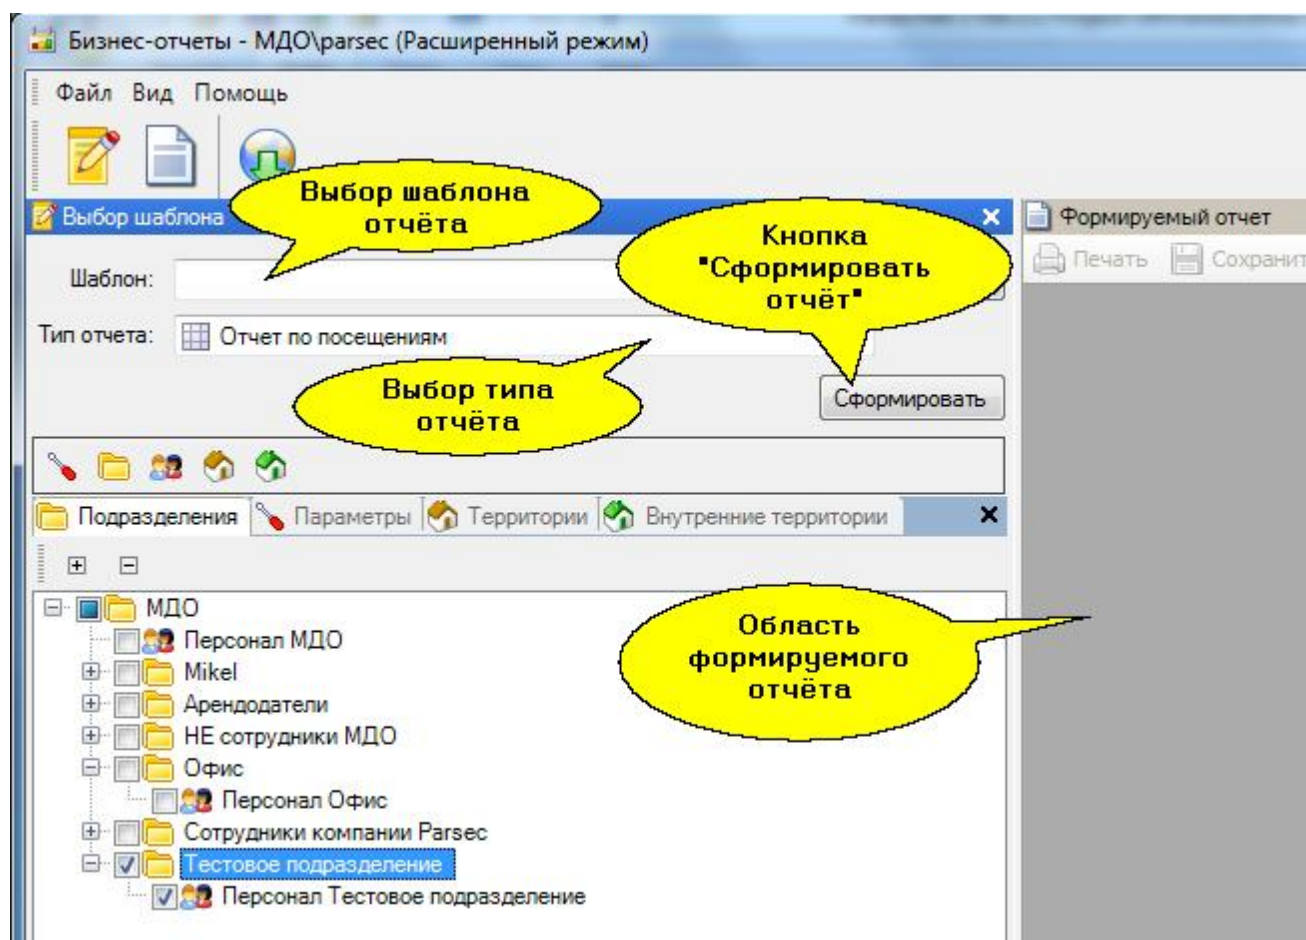 Бизнес-отчеты - МДО\parsec (Расширенный режим)
Файл Вид Помощь
Выбор шаблона
отчёта
Выбор шаблона
Кнопка
"Сформировать
отчёт"
Формируемый отчет
Печать
Шаблон:
Тип отчета: Отчет по посещениям
Выбор типа
отчёта
Сформировать
Подразделения Параметры Территории Внутренние территории
МДО
Персонал МДО
Mikel
Арендодатели
НЕ сотрудники МДО
Офис
Персонал Офис
Сотрудники компании Parsec
Тестовое подразделение
Персонал Тестовое подразделение
Область
формируемого
отчёта